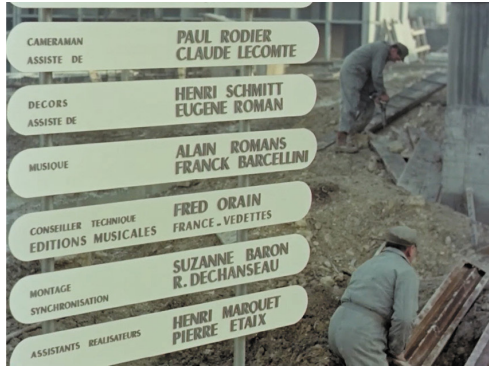 CAMERAMAN PAUL RODIER
ASSISTE DE CLAUDE LECOMTE
DECORS HENRI SCHMITT
ASSISTE DE EUGENE ROMAN
MUSIQUE ALAIN ROMANS
FRANCK BARCELLINI
CONSEILLER TECHNIQUE FRED ORAIN
EDITIONS MUSICALES FRANCE-VEDETTES
MONTAGE SUZANNE BARON
SYNCHRONISATION R. DECHANSEAU
ASSISTANTS REALISATEURS HENRI MARQUET
PIERRE ETAIX